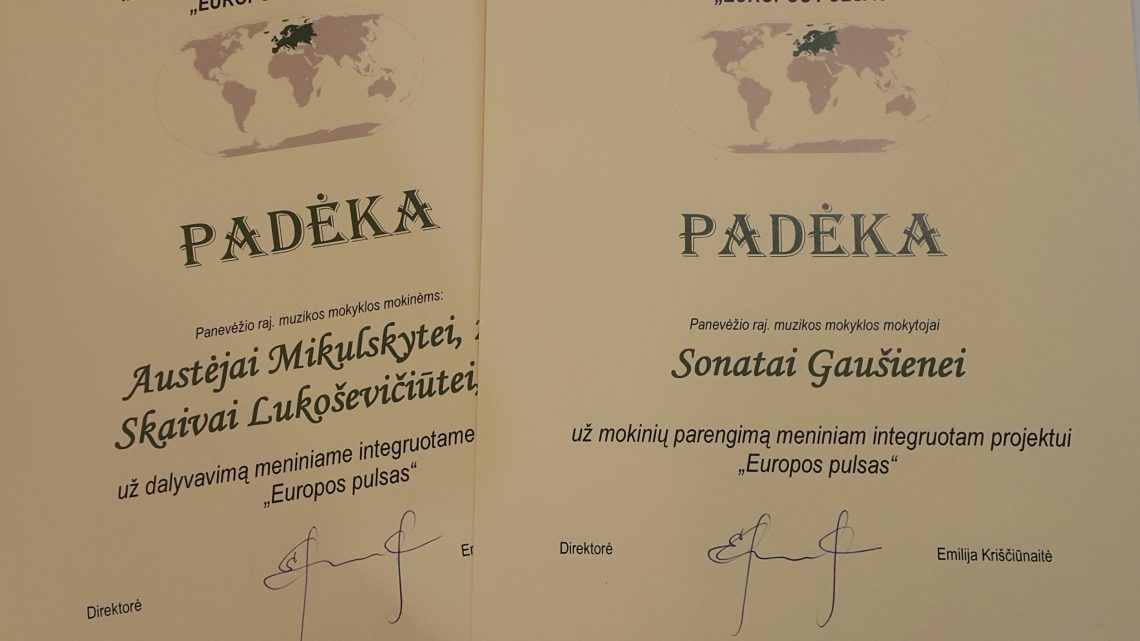 „EUROPOS
PADĖKA
Panevėžio raj. muzikos mokyklos mokinėms:
Austėjai Mikulskytei,
Skaivai Lukoševičiūtei,
už dalyvavimą meniniame integruotame
„Europos pulsas“
Direktorė
PADĖKA
Panevėžio raj. muzikos mokyklos mokytojai
Sonatai Gaušienei
už mokinių parengimą meniniam integruotam projektui
„Europos pulsas“
Direktorė
Emilija Kriščiūnaitė